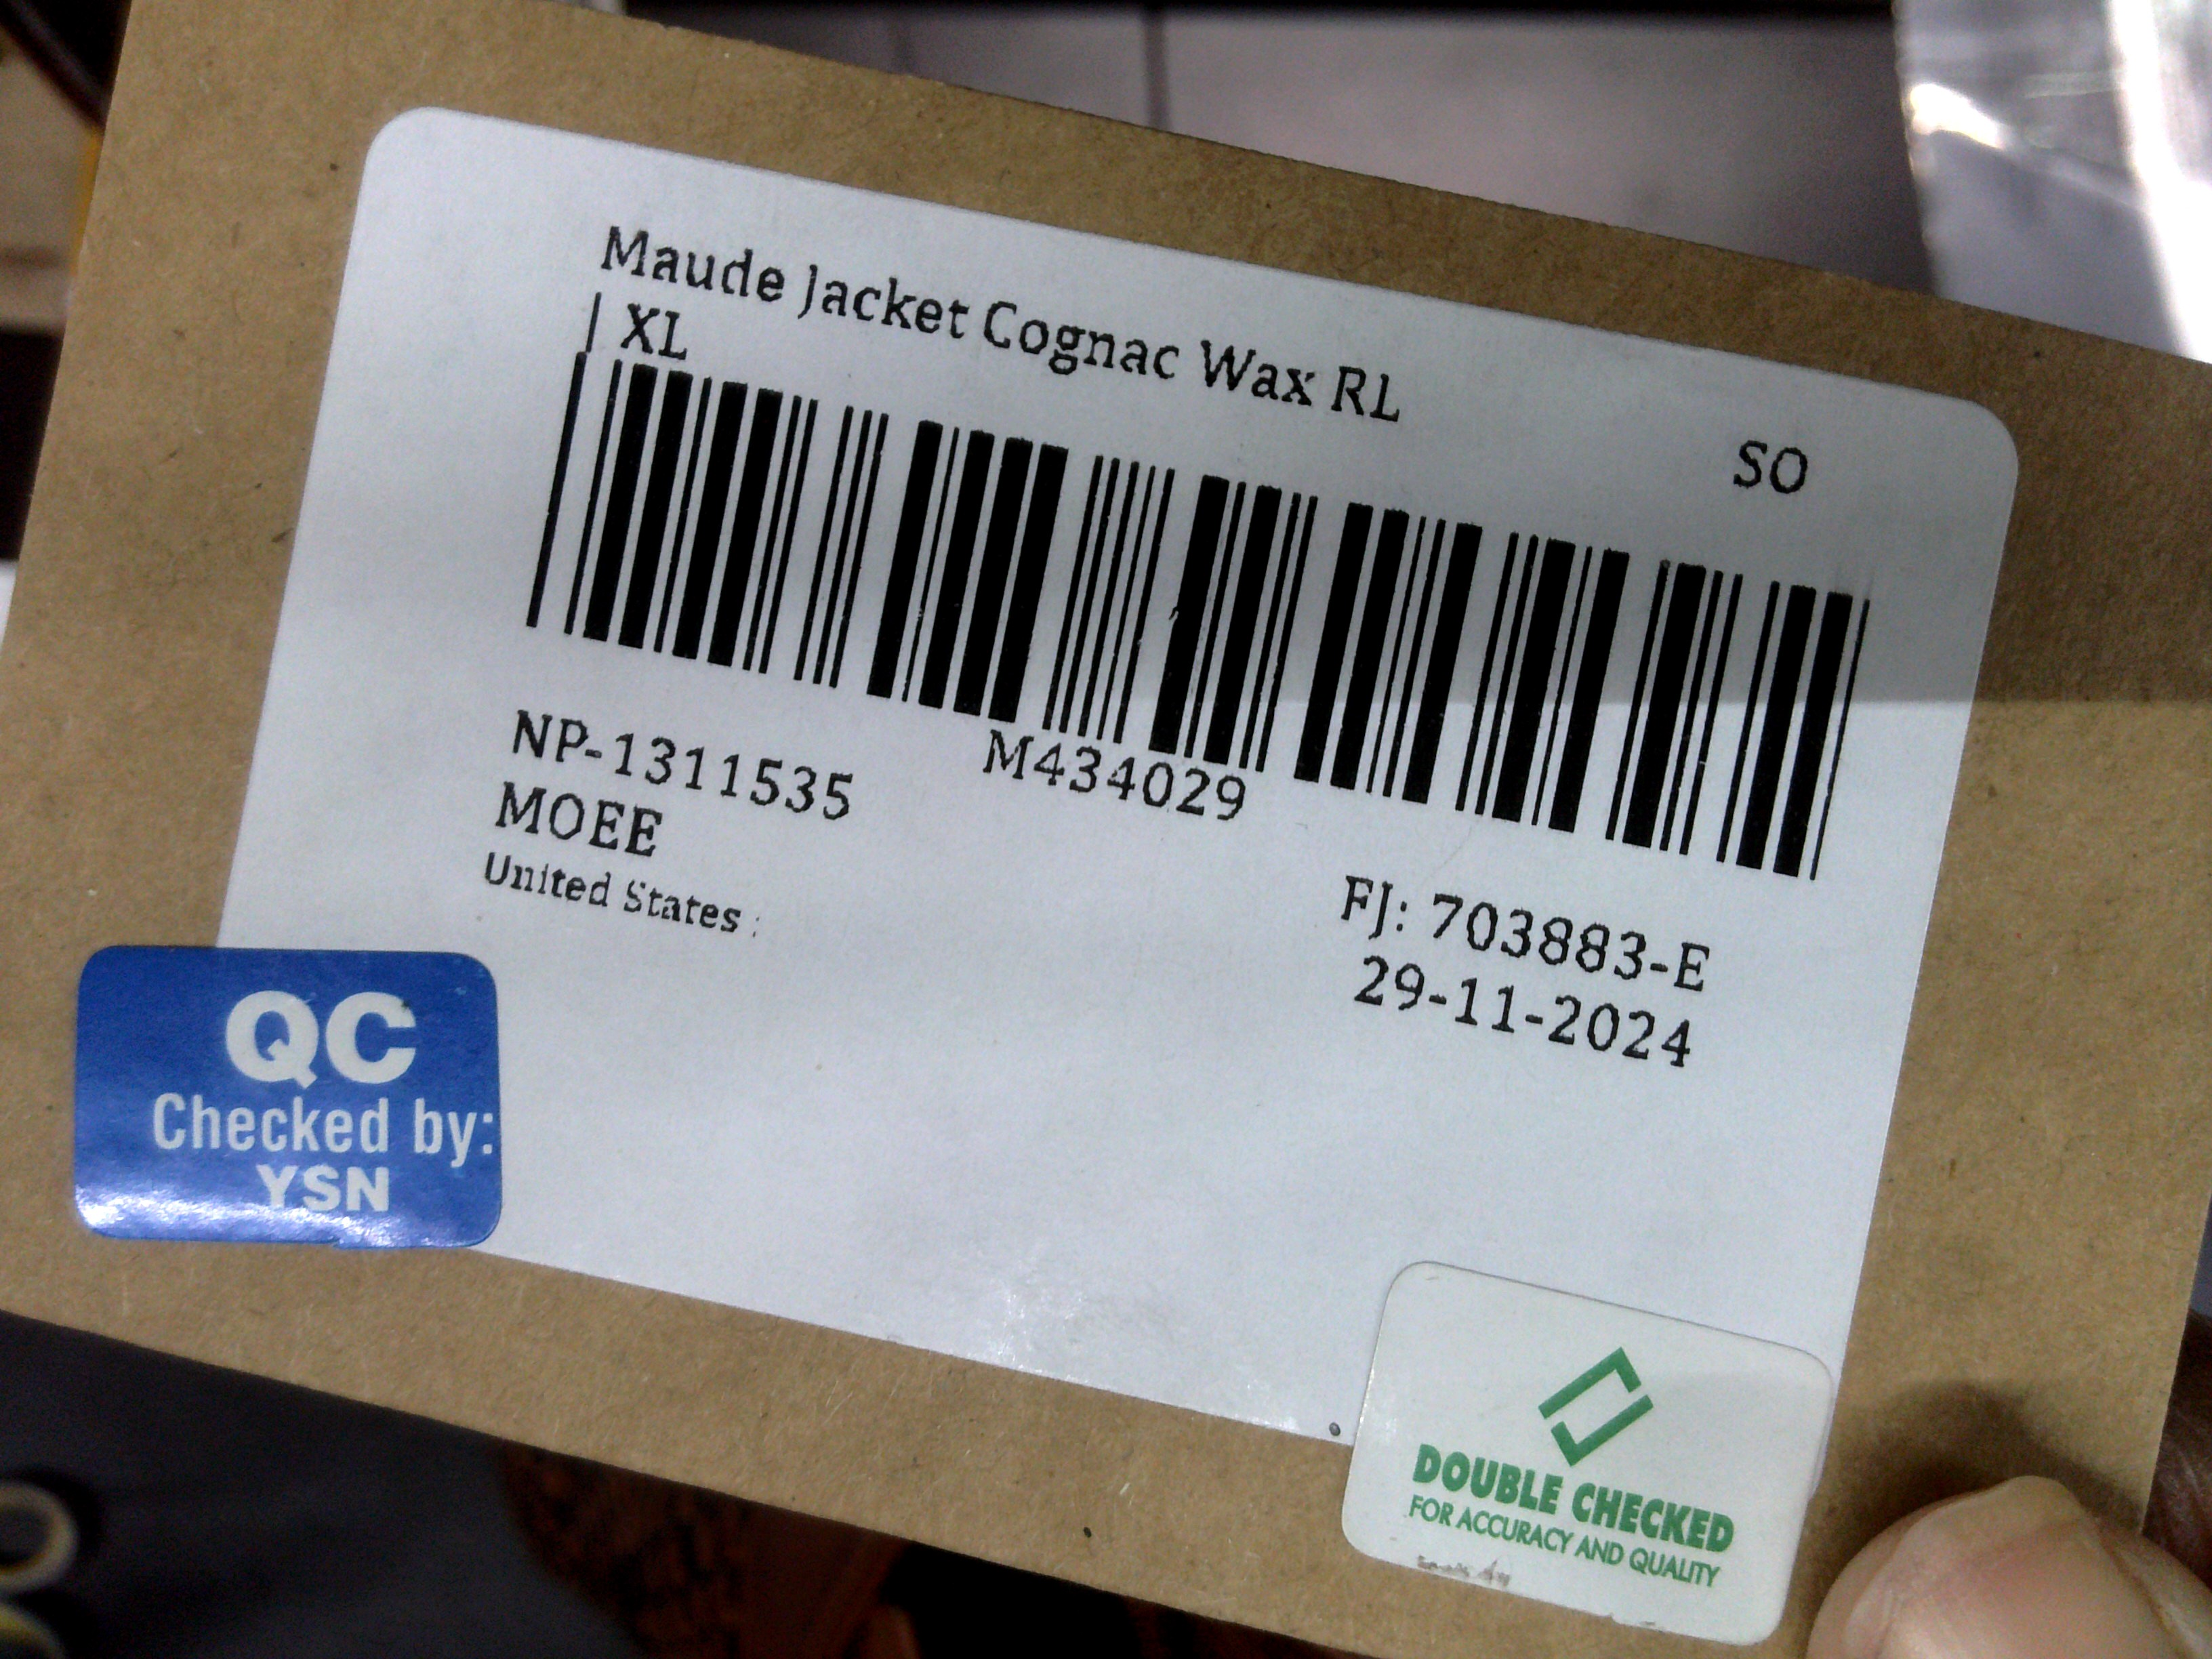 Maude Jacket Cognac Wax RL
| XL
SO
M434029
NP-1311535
MOEE
United States :
FJ: 703883-E
29-11-2024
QC
Checked by:
YSN
DOUBLE CHECKED
FOR ACCURACY AND QUALITY